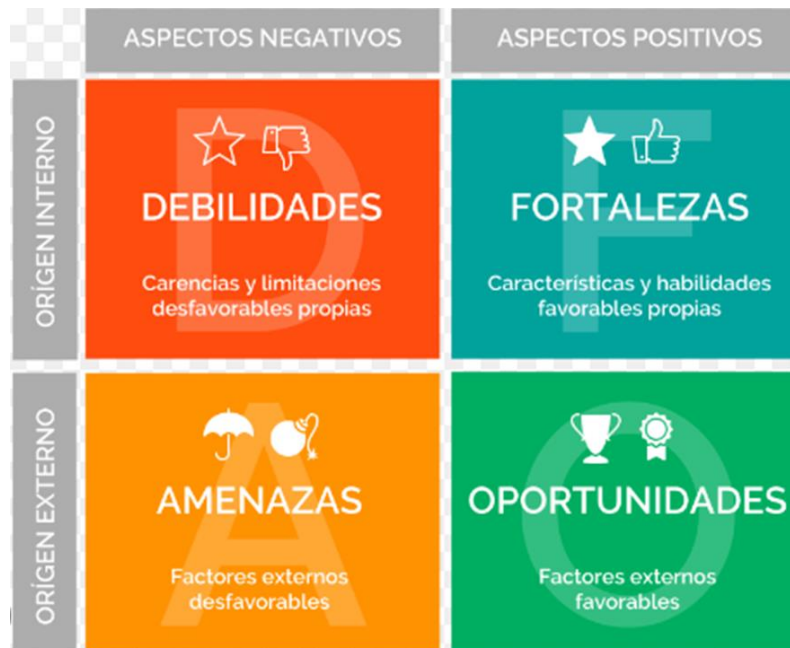 ASPECTOS NEGATIVOS
ASPECTOS POSITIVOS
ORÍGEN INTERNO
D
DEBILIDADES
Carencias y limitaciones
desfavorables propias
F
FORTALEZAS
Características y habilidades
favorables propias
ORÍGEN EXTERNO
A
AMENAZAS
Factores externos
desfavorables
O
OPORTUNIDADES
Factores externos
favorables